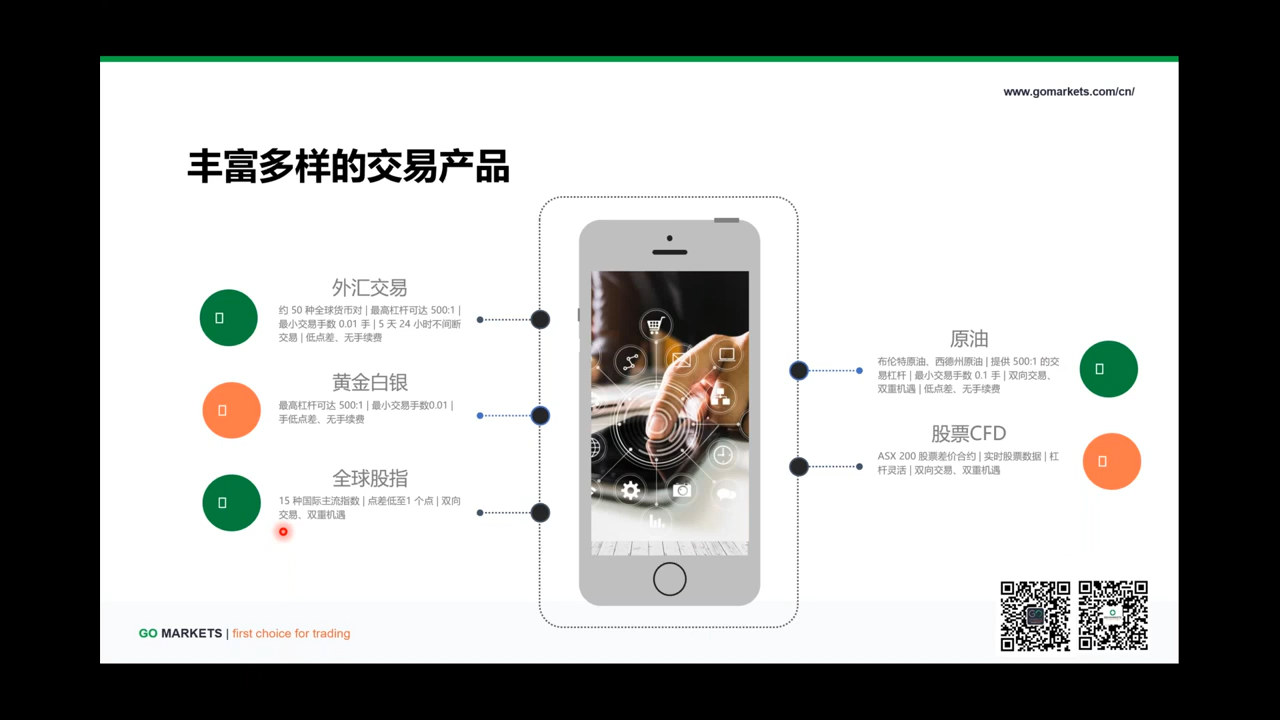 www.gomarkets.com/cn/
丰富多样的交易产品
外汇交易
约 50 种全球货币对 | 最高杠杆可达 500:1 |
最小交易手数 0.01 手 | 5 天 24 小时不间断
交易 | 低点差、无手续费
黄金白银
最高杠杆可达 500:1 | 最小交易手数0.01 |
手低点差、无手续费
全球股指
15 种国际主流指数 | 点差低至1 个点 | 双向
交易、双重机遇
原油
布伦特原油、西德州原油 | 提供 500:1 的交
易杠杆 | 最小交易手数 0.1 手 | 双向交易、
双重机遇 | 低点差、无手续费
股票CFD
ASX 200 股票差价合约 | 实时股票数据 | 杠
杆灵活 | 双向交易、双重机遇
GO MARKETS | first choice for trading